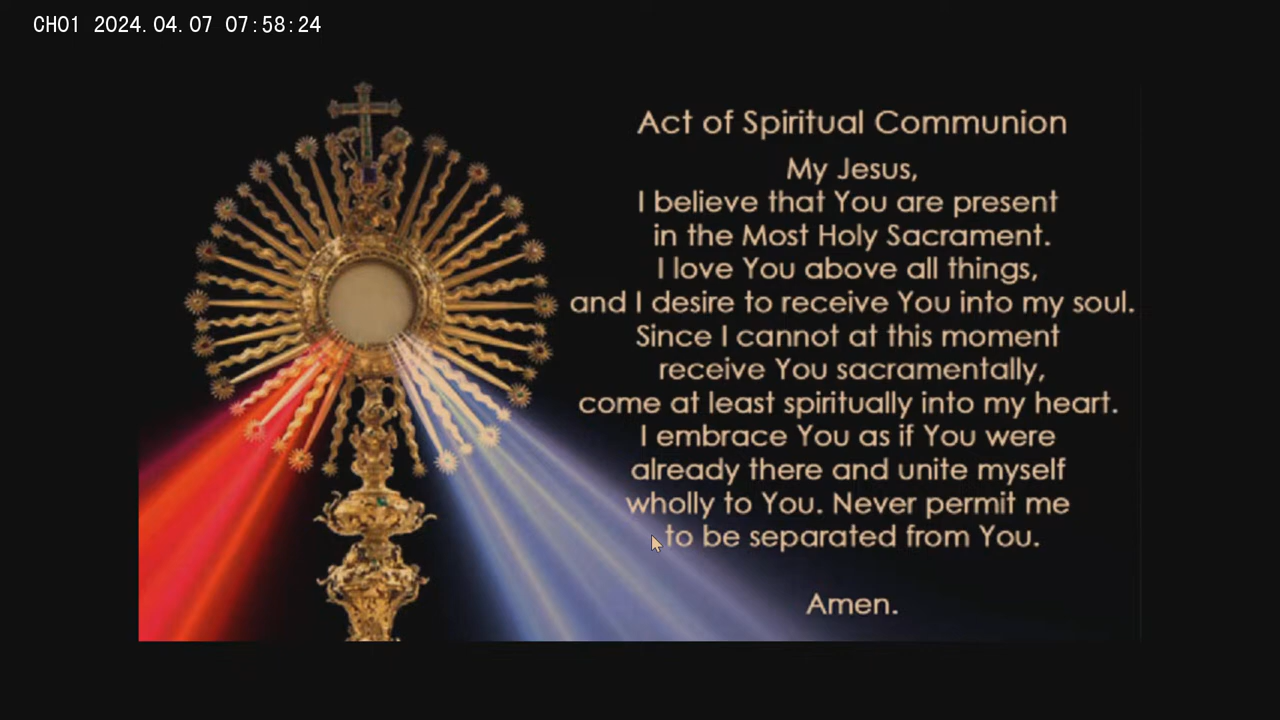 CH01 2024.04.07 07:58:24
Act of Spiritual Communion
My Jesus,
I believe that You are present
in the Most Holy Sacrament.
I love You above all things,
and I desire to receive You into my soul.
Since I cannot at this moment
receive You sacramentally,
come at least spiritually into my heart.
I embrace You as if You were
already there and unite myself
wholly to You. Never permit me
to be separated from You.
Amen.